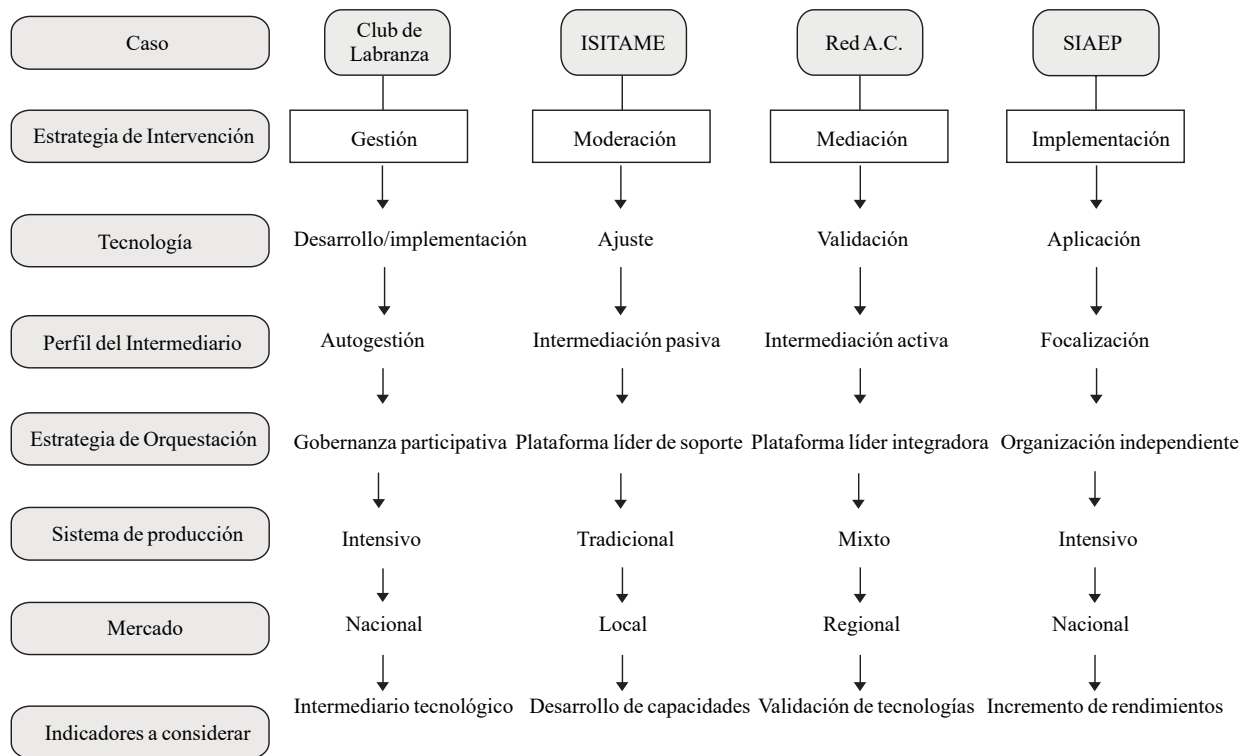 Caso
Club de
Labranza
ISITAME
Red A.C.
SIAEP
Estrategia de Intervención
Gestión
Moderación
Mediación
Implementación
Tecnología
Desarrollo/implementación
Ajuste
Validación
Aplicación
Perfil del Intermediario
Autogestión
Intermediación pasiva
Intermediación activa
Focalización
Estrategia de Orquestación
Gobernanza participativa
Plataforma líder de soporte
Plataforma líder integradora
Organización independiente
Sistema de producción
Intensivo
Tradicional
Mixto
Intensivo
Mercado
Nacional
Local
Regional
Nacional
Indicadores a considerar
Intermediario tecnológico
Desarrollo de capacidades
Validación de tecnologías
Incremento de rendimientos